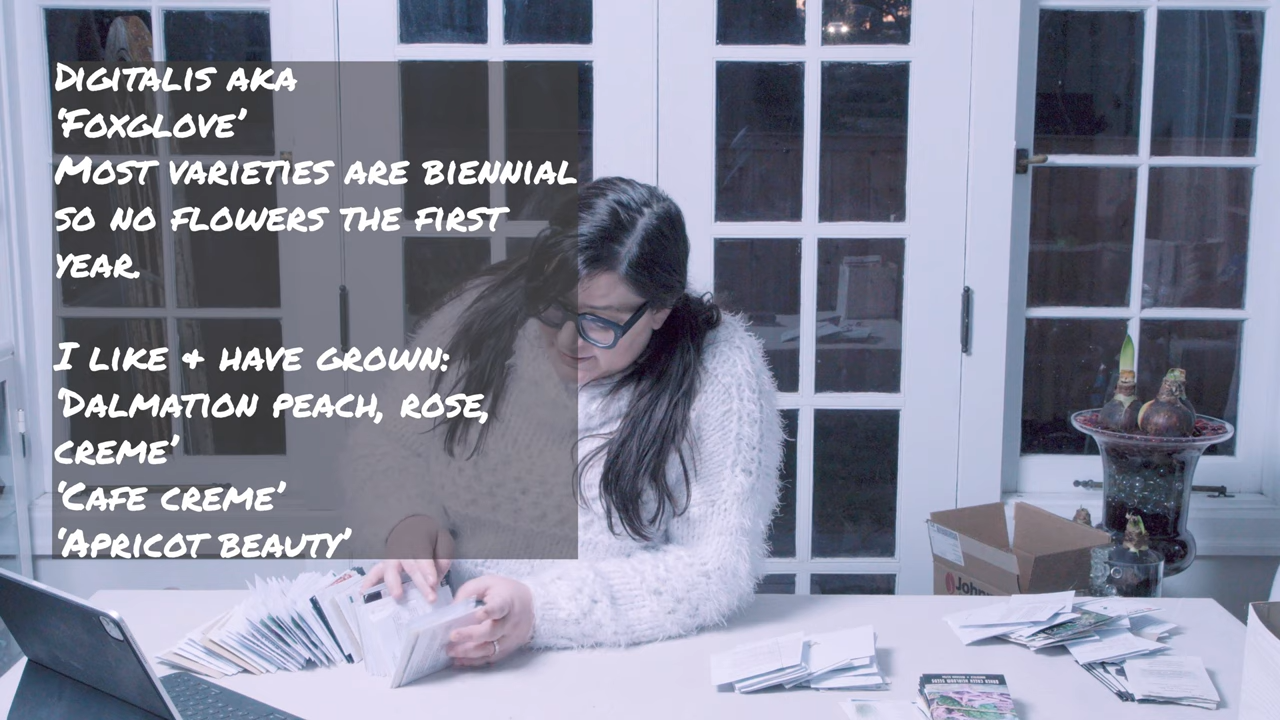 DIGITALIS AKA
'FOXGLOVE'
MOST VARIETIES ARE BIENNIAL
SO NO FLOWERS THE FIRST
YEAR.
I LIKE & HAVE GROWN:
'DALMATION PEACH, ROSE,
CREME'
'CAFE CREME'
'APRICOT BEAUTY'
John